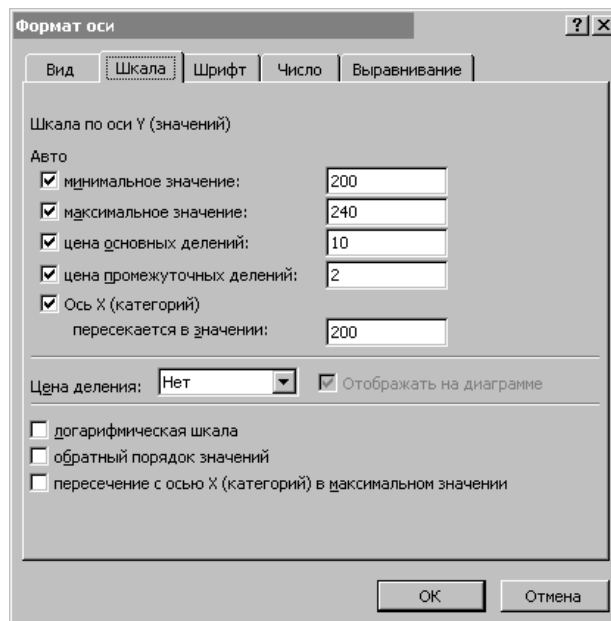 Формат оси
Вид Шкала Шрифт Число Выравнивание
Шкала по оси Y (значений)
Авто
минимальное значение: 200
максимальное значение: 240
цена основных делений: 10
цена промежуточных делений: 2
Ось X (категорий)
пересекается в значении: 200
Цена деления: Нет Отображать на диаграмме
логарифмическая шкала
обратный порядок значений
пересечение с осью X (категорий) в максимальном значении
ОК Отмена